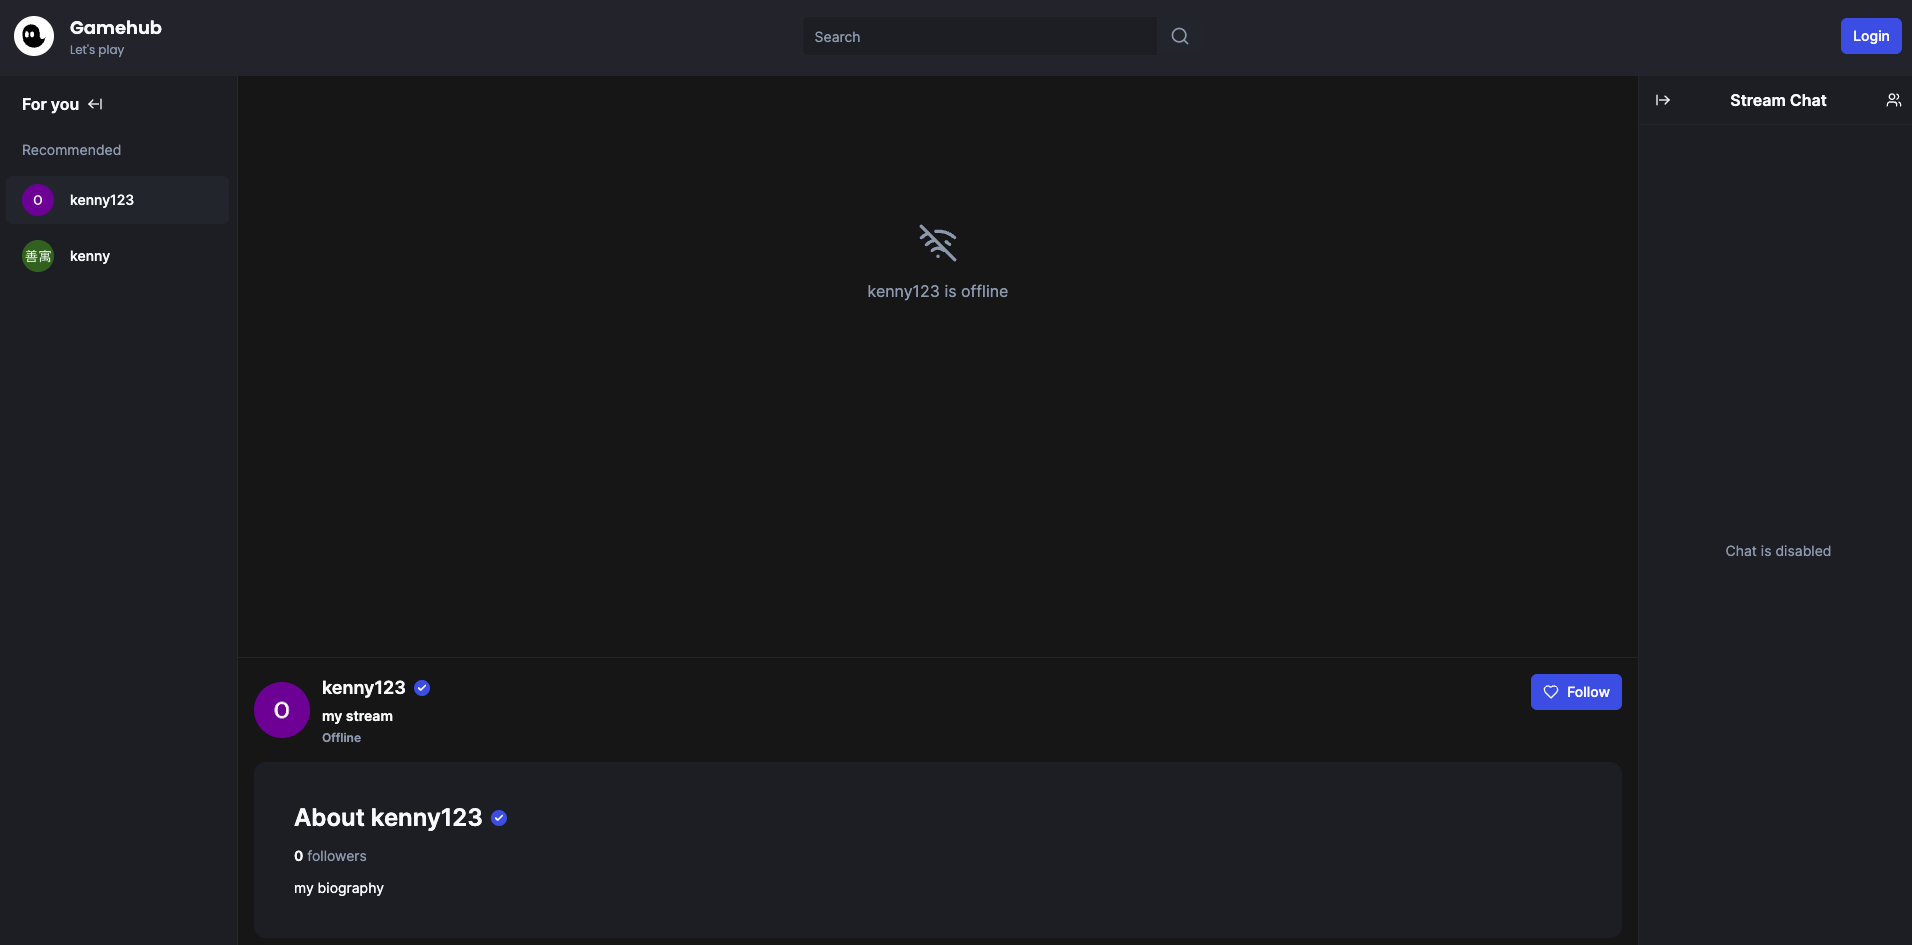 Gamehub
Let's play
Search
Login
For you
Recommended
O
kenny123
善寓
kenny
kenny123 is offline
Stream Chat
Chat is disabled
O
kenny123
my stream
Offline
Follow
About kenny123
0 followers
my biography